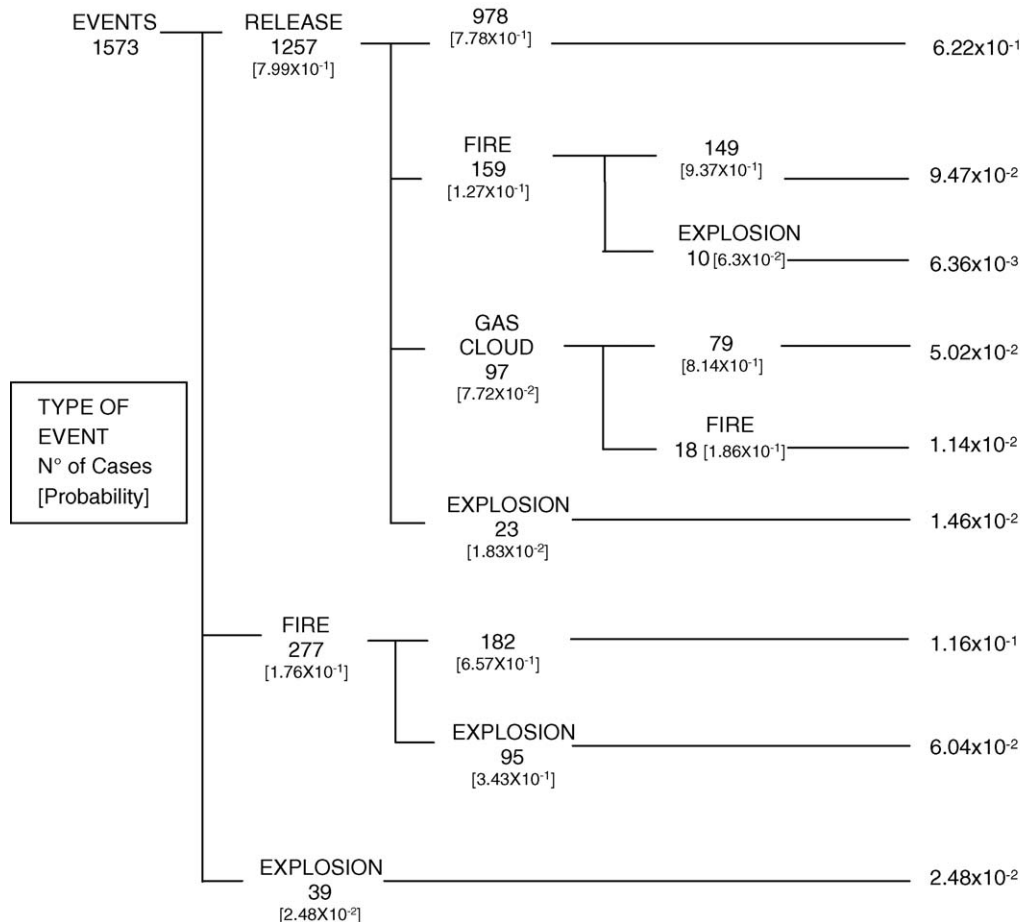 EVENTS
1573
RELEASE
1257
[7.99X10⁻¹]
978
[7.78X10⁻¹]
6.22x10⁻¹
FIRE
159
[1.27X10⁻¹]
149
[9.37X10⁻¹]
9.47x10⁻²
EXPLOSION
10 [6.3X10⁻²]
6.36x10⁻³
GAS
CLOUD
97
[7.72X10⁻²]
79
[8.14X10⁻¹]
5.02x10⁻²
FIRE
18 [1.86X10⁻¹]
1.14x10⁻²
TYPE OF
EVENT
N° of Cases
[Probability]
EXPLOSION
23
[1.83X10⁻²]
1.46x10⁻²
FIRE
277
[1.76X10⁻¹]
182
[6.57X10⁻¹]
1.16x10⁻¹
EXPLOSION
95
[3.43X10⁻¹]
6.04x10⁻²
EXPLOSION
39
[2.48X10⁻²]
2.48x10⁻²